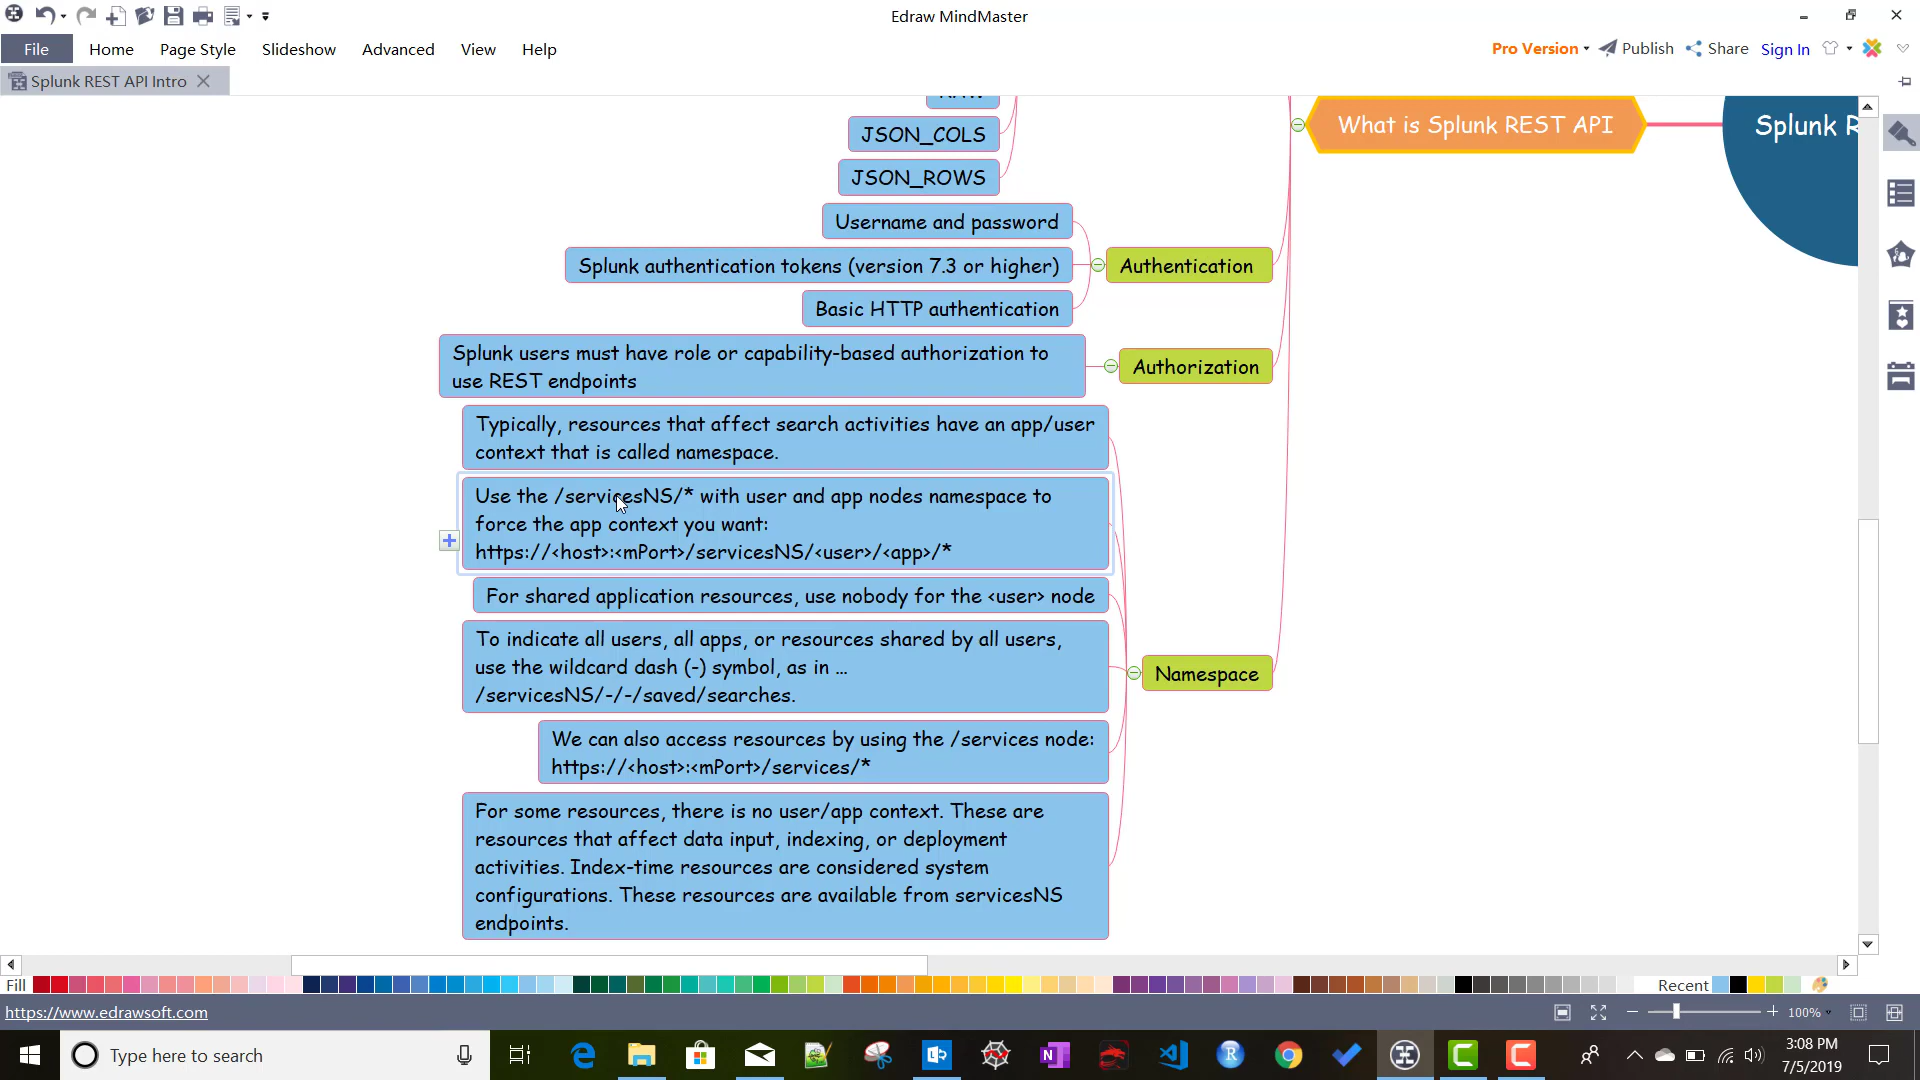 Edraw MindMaster
File
Home
Page Style
Slideshow
Advanced
View
Help
Pro Version
Publish
Share
Sign In
Splunk REST API Intro
JSON_COLS
JSON_ROWS
What is Splunk REST API
Splunk R
Username and password
Splunk authentication tokens (version 7.3 or higher)
Basic HTTP authentication
Authentication
Splunk users must have role or capability-based authorization to
use REST endpoints
Authorization
Typically, resources that affect search activities have an app/user
context that is called namespace.
Use the /servicesNS/* with user and app nodes namespace to
force the app context you want:
https://<host>:<mPort>/servicesNS/<user>/<app>/*
For shared application resources, use nobody for the <user> node
To indicate all users, all apps, or resources shared by all users,
use the wildcard dash (-) symbol, as in ...
/servicesNS/-/-/saved/searches.
We can also access resources by using the /services node:
https://<host>:<mPort>/services/*
For some resources, there is no user/app context. These are
resources that affect data input, indexing, or deployment
activities. Index-time resources are considered system
configurations. These resources are available from servicesNS
endpoints.
Namespace
Fill
Recent
https://www.edrawsoft.com
100%
Type here to search
3:08 PM
7/5/2019